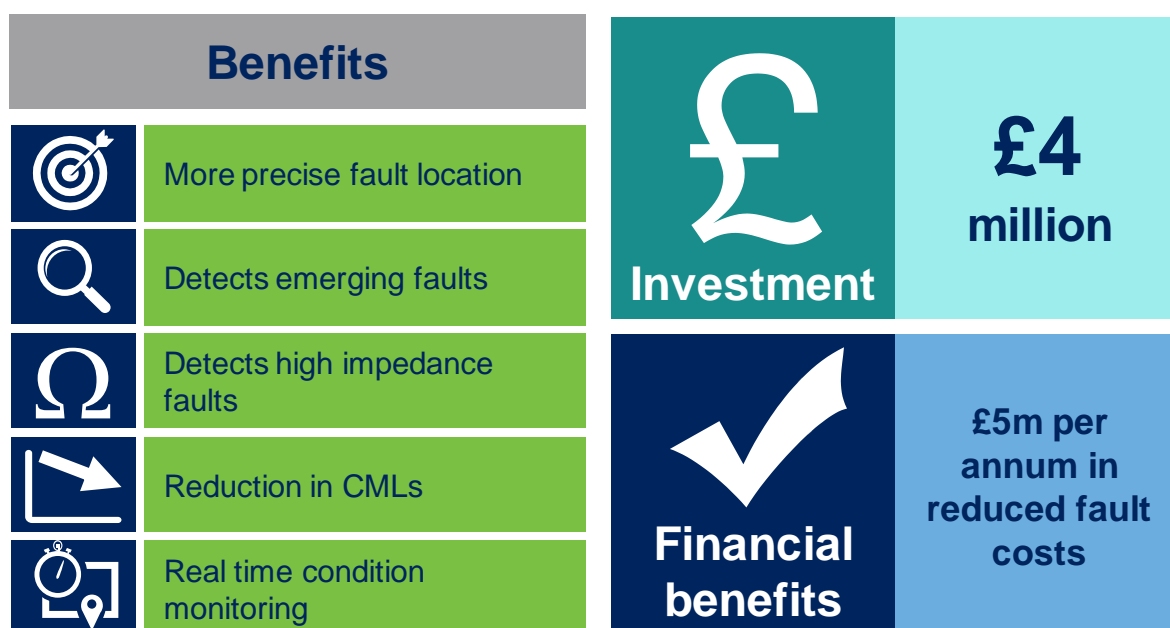 Benefits
More precise fault location
Detects emerging faults
Ω
Detects high impedance
faults
Reduction in CMLs
Real time condition
monitoring
£
Investment
£4
million
Financial
benefits
£5m per
annum in
reduced fault
costs